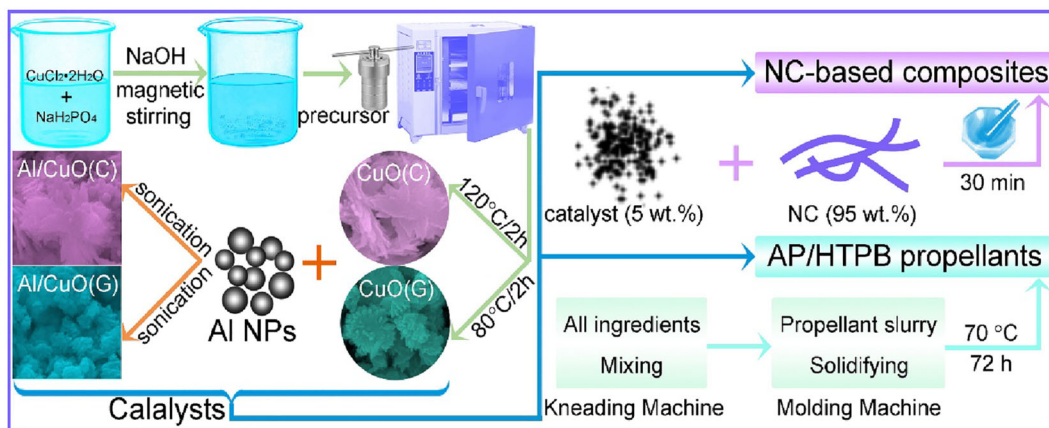 CuCl₂•2H₂O
+
NaH₂PO₄
NaOH
magnetic
stirring
precursor
Al/CuO(C)
sonication
Al/CuO(G)
sonication
Al NPs
+
CuO(C)
120°C/2h
CuO(G)
80°C/2h
Calalysts
NC-based composites
catalyst (5 wt.%)
+
NC (95 wt.%)
30 min
AP/HTPB propellants
All ingredients
Mixing
Kneading Machine
Propellant slurry
Solidifying
Molding Machine
70 °C
72 h